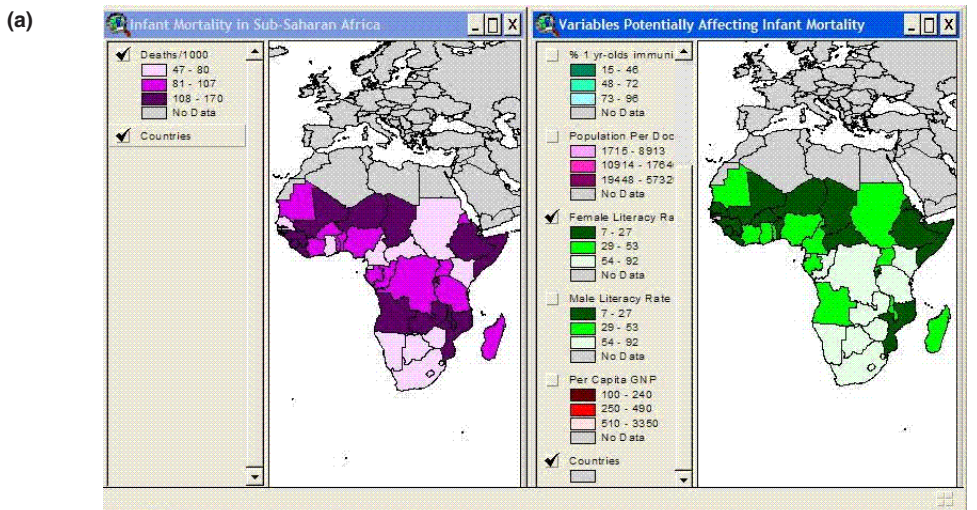 (a)
Infant Mortality in Sub-Saharan Africa
Deaths/1000
47 - 80
81 - 107
108 - 170
No Data
Countries
Variables Potentially Affecting Infant Mortality
% 1 yr-olds immuni
15 - 46
48 - 72
73 - 96
No Data
Population Per Doc
1715 - 8913
10914 - 1764
19448 - 5732
No Data
Female Literacy Ra
7 - 27
29 - 53
54 - 92
No Data
Male Literacy Rate
7 - 27
29 - 53
54 - 92
No Data
Per Capita GNP
100 - 240
250 - 490
510 - 3350
No Data
Countries